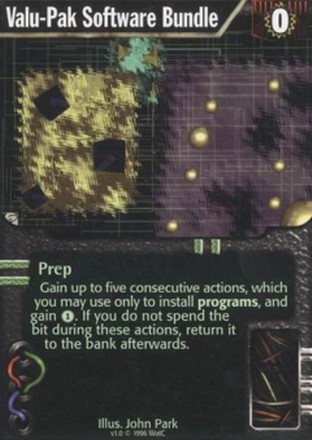 Valu-Pak Software Bundle
0
Prep
Gain up to five consecutive actions, which
you may use only to install programs, and
gain 1. If you do not spend the
bit during these actions, return it
to the bank afterwards.
Illus. John Park
v1.0 © 1996 WotC